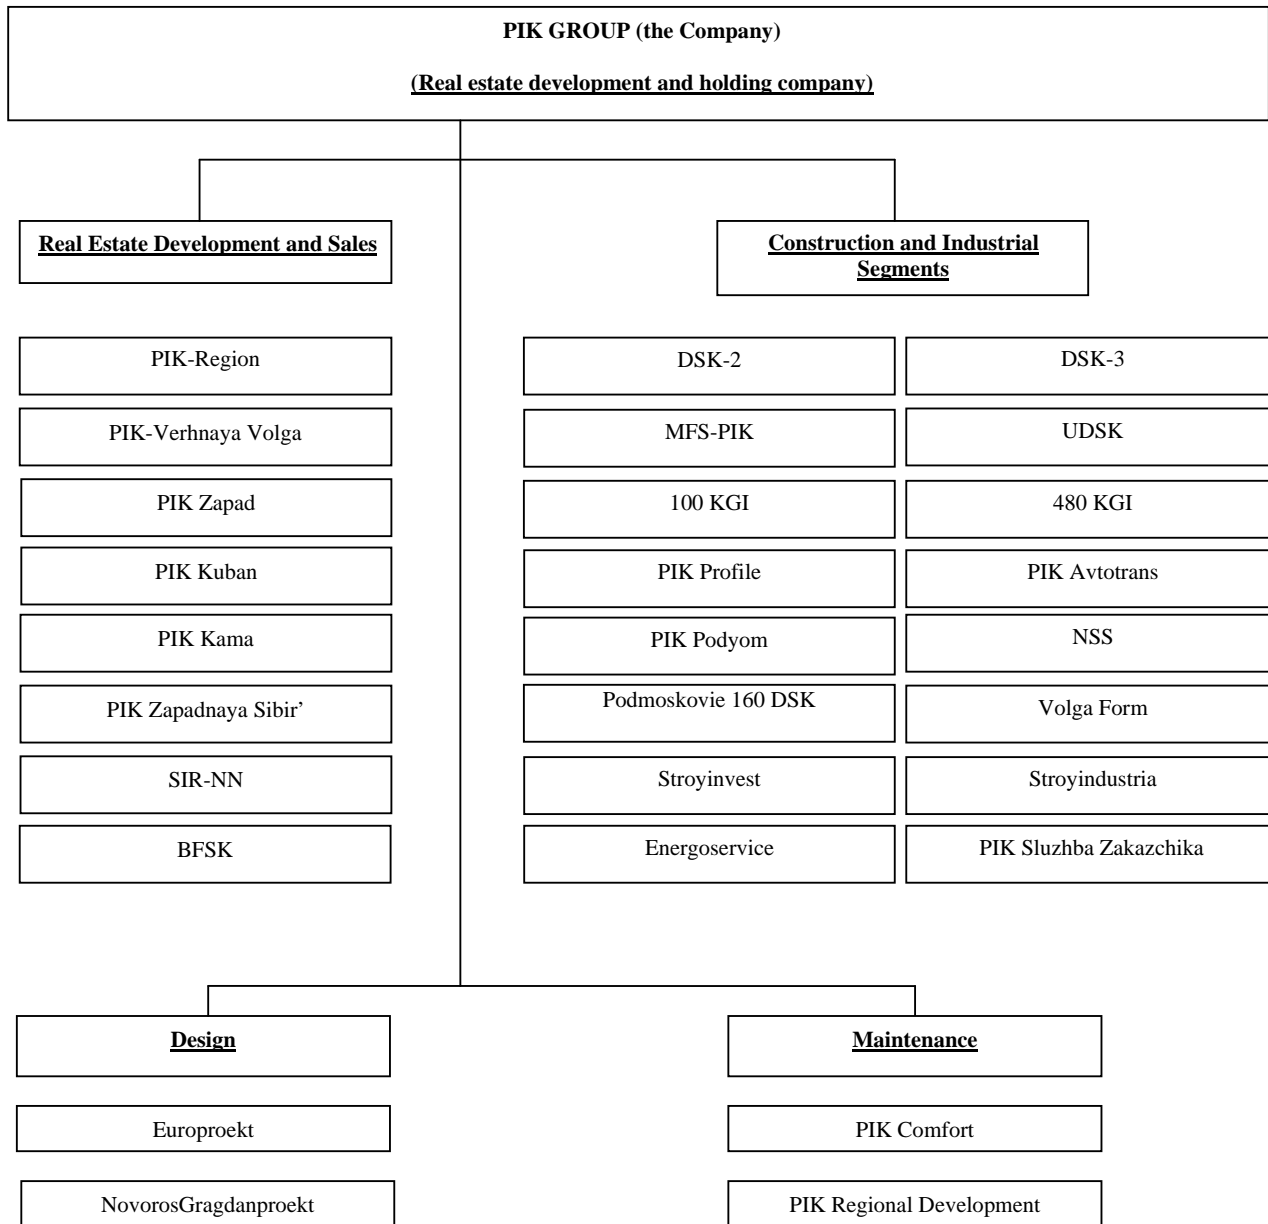 PIK GROUP (the Company)
(Real estate development and holding company)
Real Estate Development and Sales
Construction and Industrial
Segments
PIK-Region
DSK-2
DSK-3
PIK-Verhnaya Volga
MFS-PIK
UDSK
PIK Zapad
100 KGI
480 KGI
PIK Kuban
PIK Profile
PIK Avtotrans
PIK Kama
PIK Podyom
NSS
PIK Zapadnaya Sibir’
Podmoskovie 160 DSK
Volga Form
SIR-NN
Stroyinvest
Stroyindustria
BFSK
Energoservice
PIK Sluzhba Zakazchika
Design
Maintenance
Europroekt
PIK Comfort
NovorosGragdanproekt
PIK Regional Development